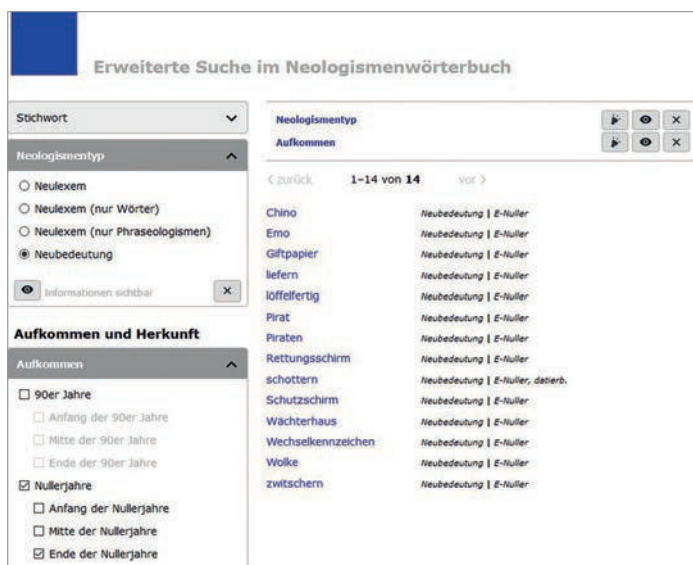 Erweiterte Suche im Neologismenwörterbuch
Stichwort
Neologismentyp
Neulexem
Neulexem (nur Wörter)
Neulexem (nur Phraseologismen)
Neubedeutung
Informationen sichtbar
Aufkommen und Herkunft
Aufkommen
90er Jahre
Anfang der 90er Jahre
Mitte der 90er Jahre
Ende der 90er Jahre
Nullerjahre
Anfang der Nullerjahre
Mitte der Nullerjahre
Ende der Nullerjahre
Neologismentyp
Aufkommen
zurück 1–14 von 14 vor
Chino Neubedeutung | E-Nuller
Emo Neubedeutung | E-Nuller
Giftpapier Neubedeutung | E-Nuller
liefern Neubedeutung | E-Nuller
löffelfertig Neubedeutung | E-Nuller
Pirat Neubedeutung | E-Nuller
Piraten Neubedeutung | E-Nuller
Rettungsschirm Neubedeutung | E-Nuller
schottern Neubedeutung | E-Nuller, datierb.
Schutzschirm Neubedeutung | E-Nuller
Wächterhaus Neubedeutung | E-Nuller
Wechselkennzeichen Neubedeutung | E-Nuller
Wolke Neubedeutung | E-Nuller
zwitschern Neubedeutung | E-Nuller